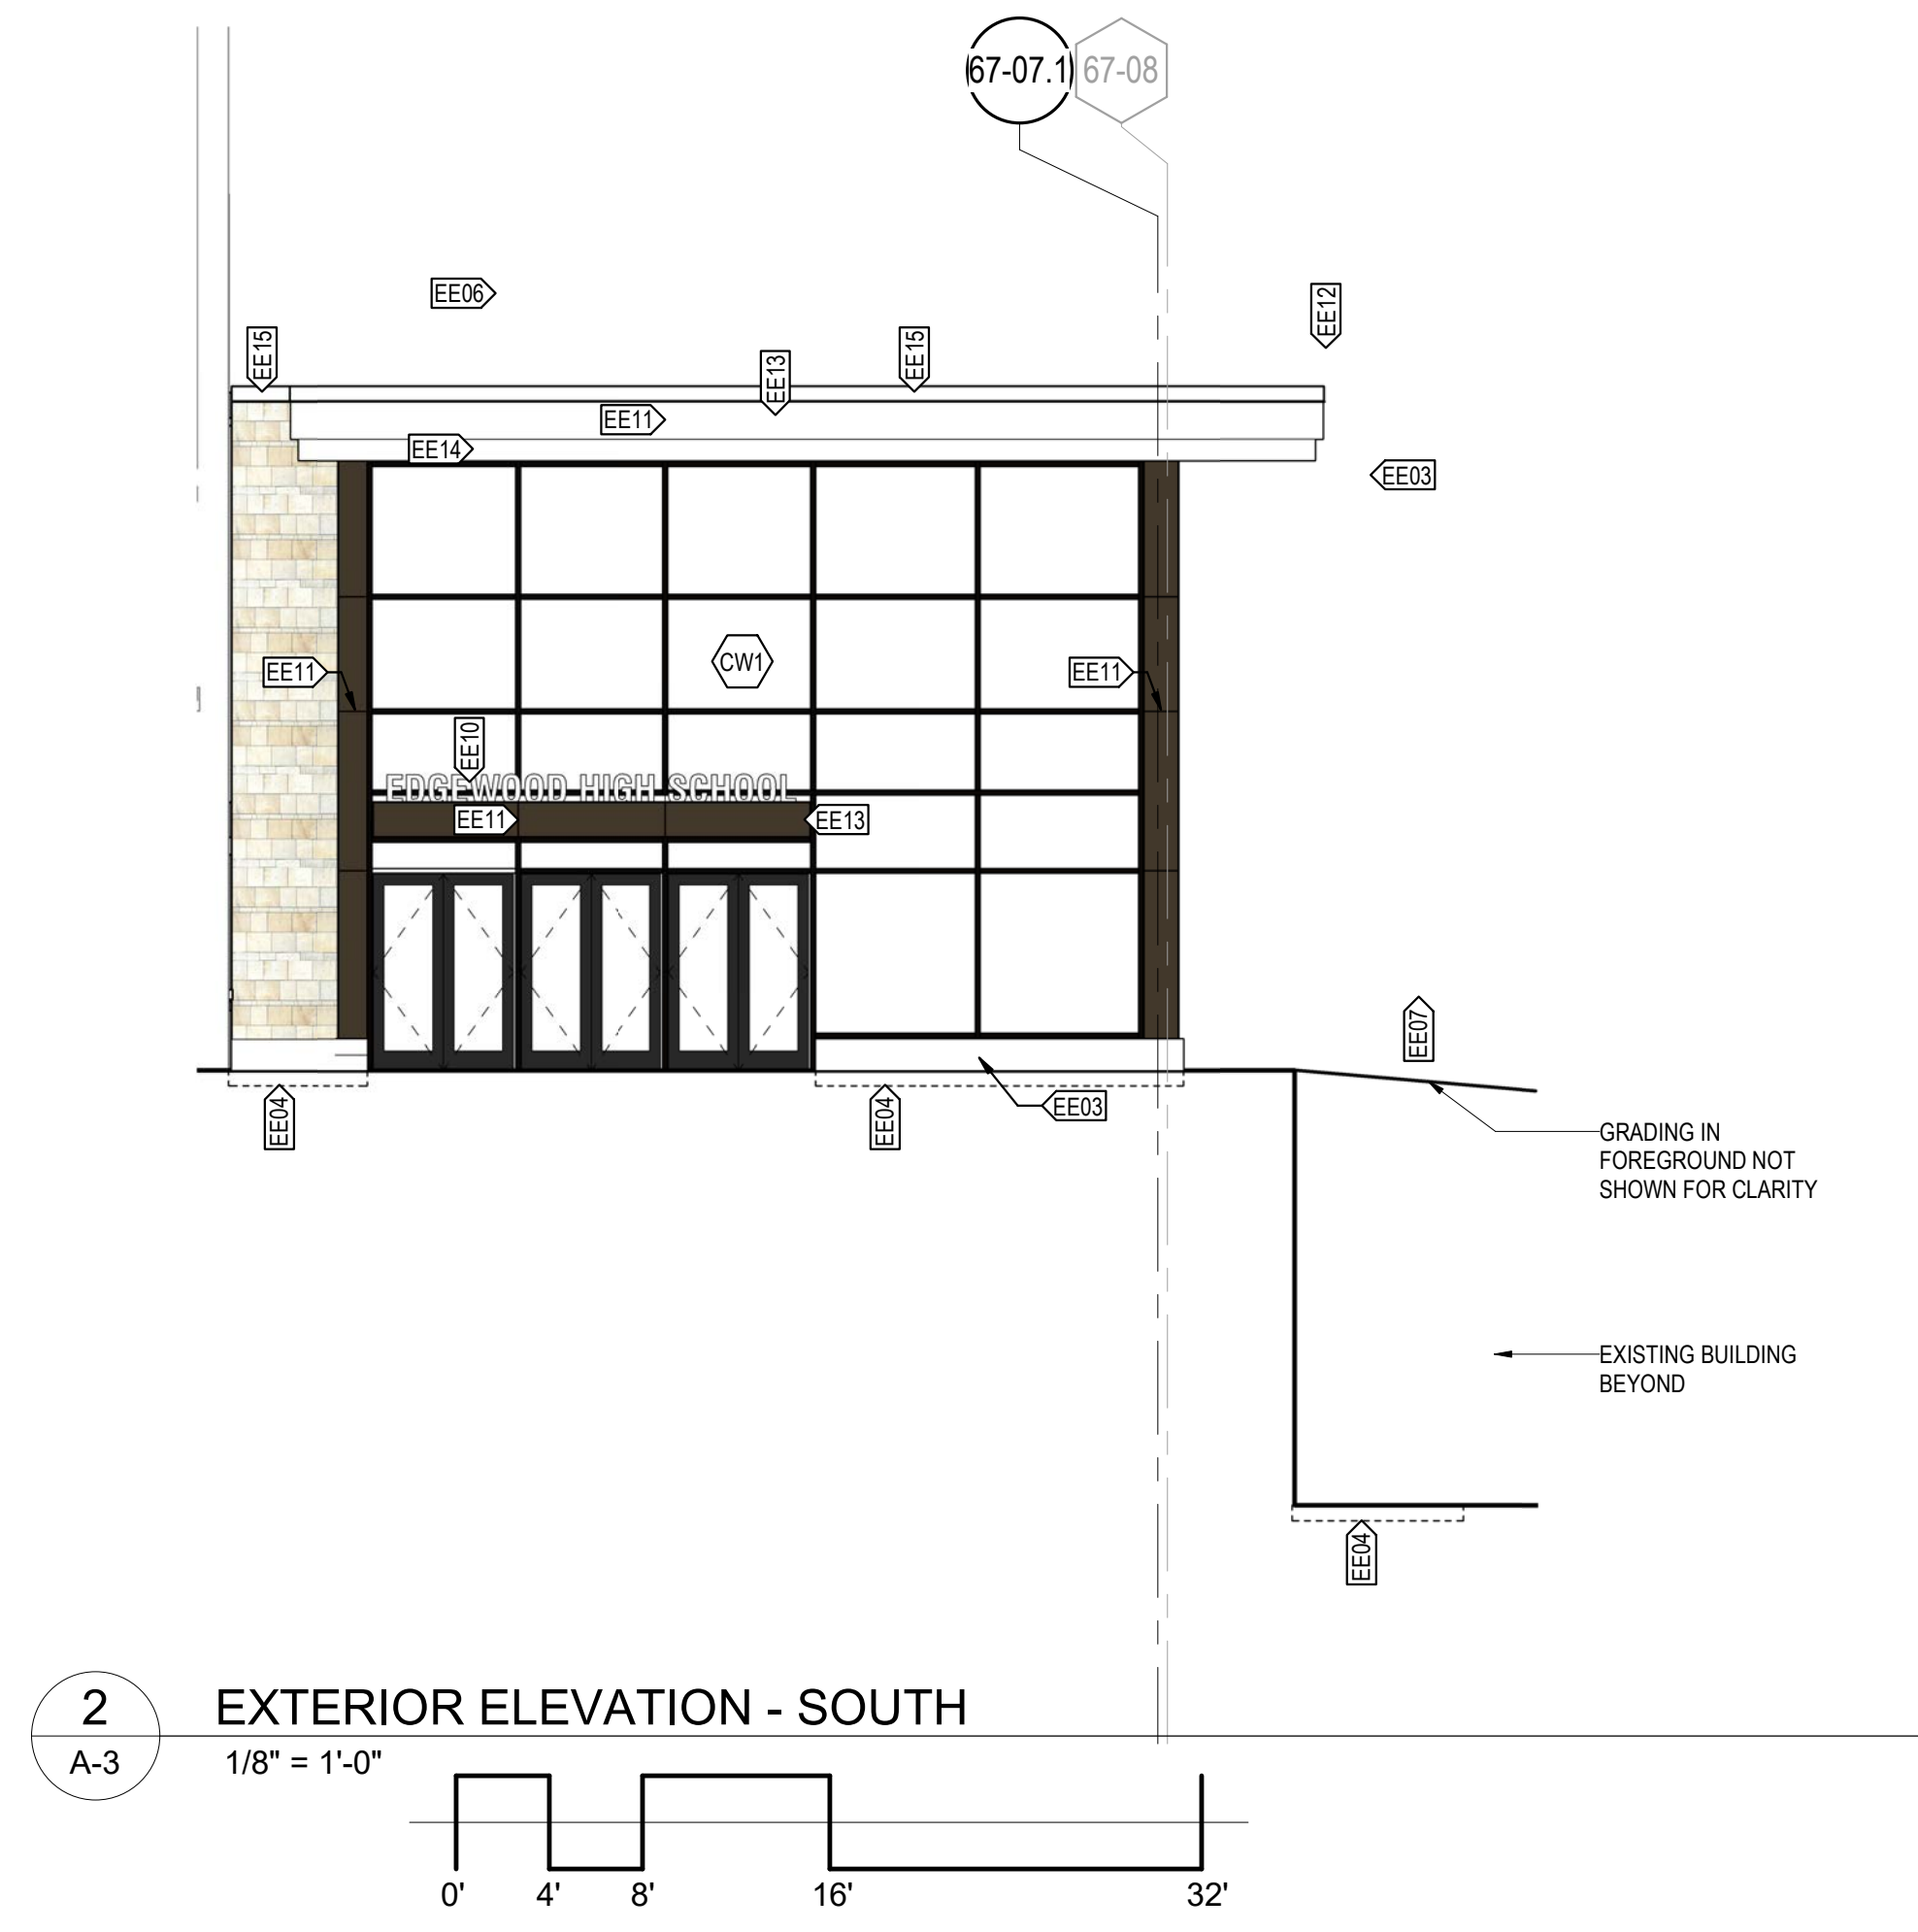 67-07.1 67-08
EE06
EE12
EE15
EE13
EE15
EE11
EE14
EE03
CW1
EE11
EE11
EE10
EDGEWOOD HIGH SCHOOL
EE11
EE13
EE07
EE04
EE04
EE03
GRADING IN
FOREGROUND NOT
SHOWN FOR CLARITY
EXISTING BUILDING
BEYOND
EE04
2
A-3
EXTERIOR ELEVATION - SOUTH
1/8" = 1'-0"
0' 4' 8' 16' 32'